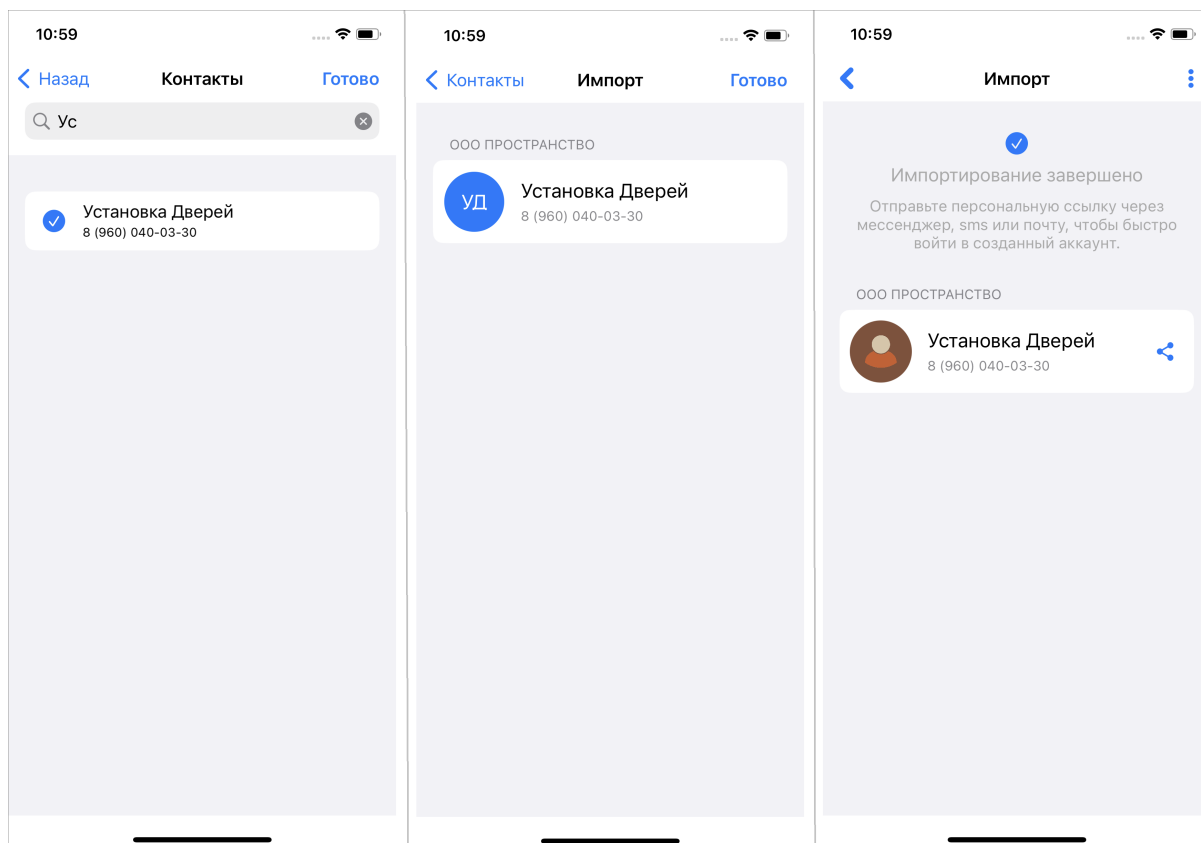 10:59
Назад
Контакты
Готово
Ус
Установка Дверей
8 (960) 040-03-30
10:59
Контакты
Импорт
Готово
ООО ПРОСТРАНСТВО
УД
Установка Дверей
8 (960) 040-03-30
10:59
Импорт
Импортирование завершено
Отправьте персональную ссылку через
мессенджер, sms или почту, чтобы быстро
войти в созданный аккаунт.
ООО ПРОСТРАНСТВО
Установка Дверей
8 (960) 040-03-30